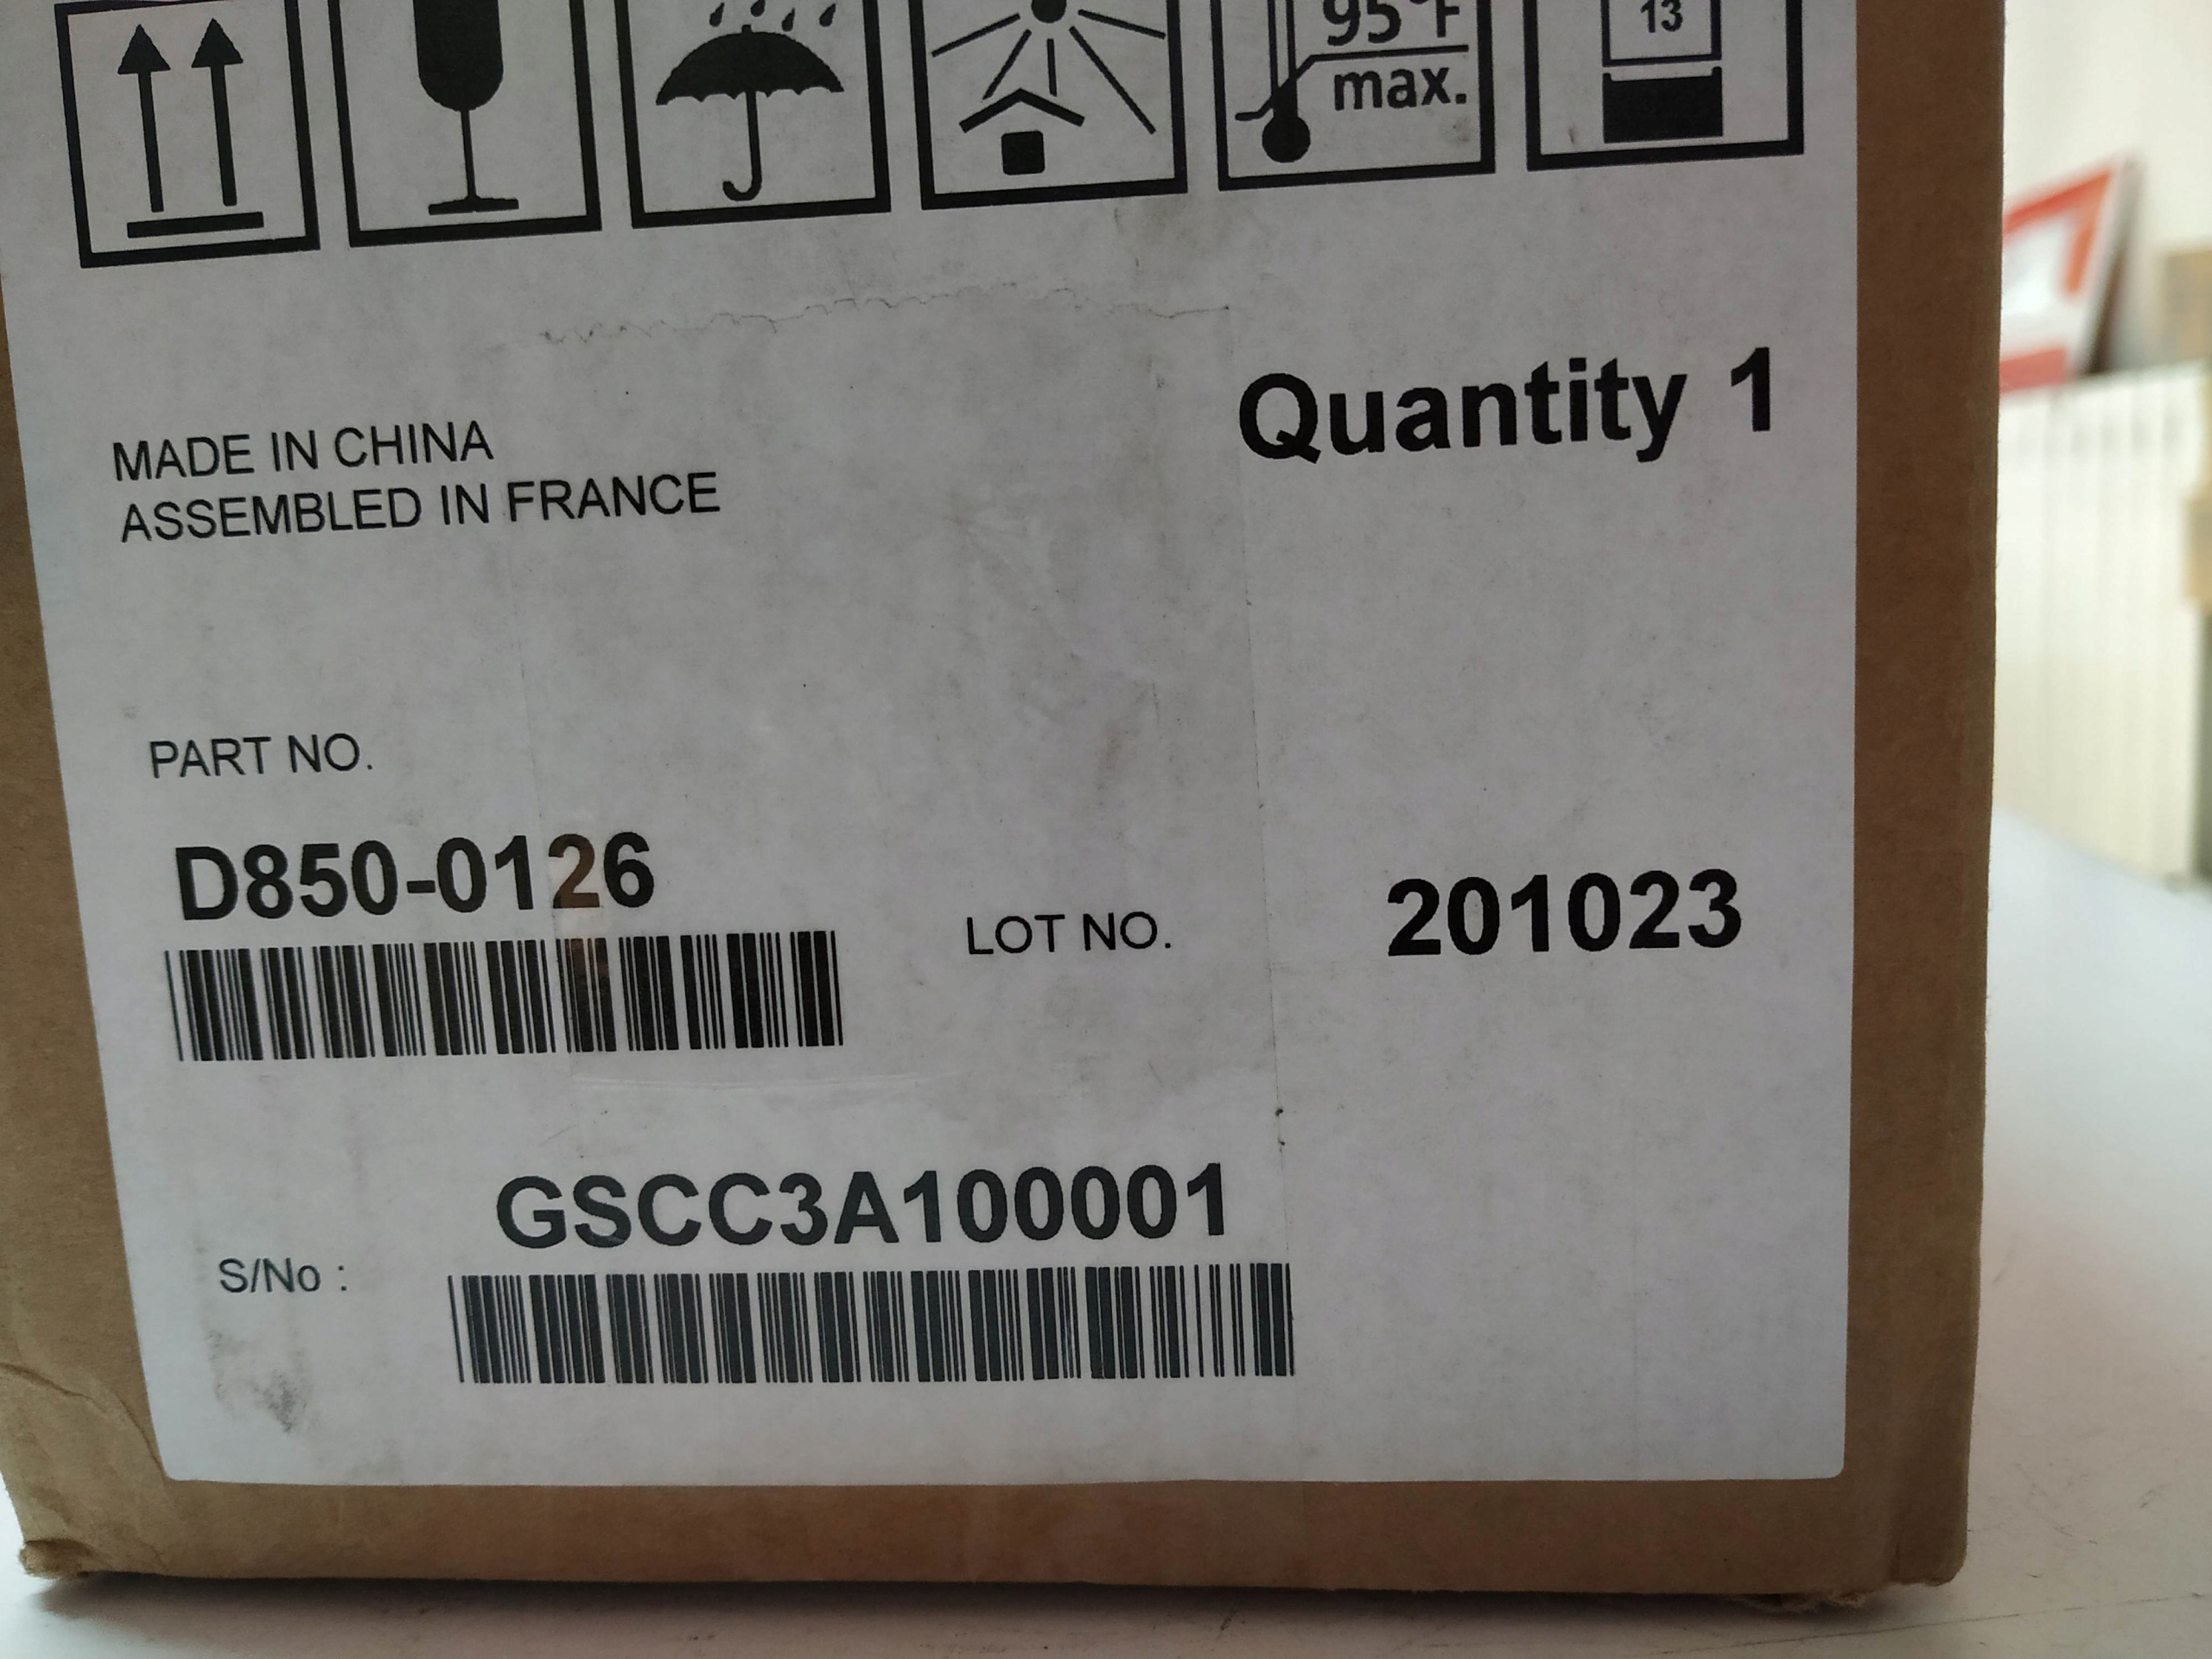 95°F
max.
13
Quantity 1
MADE IN CHINA
ASSEMBLED IN FRANCE
PART NO.
D850-0126
LOT NO.
201023
GSCC3A100001
S/No :